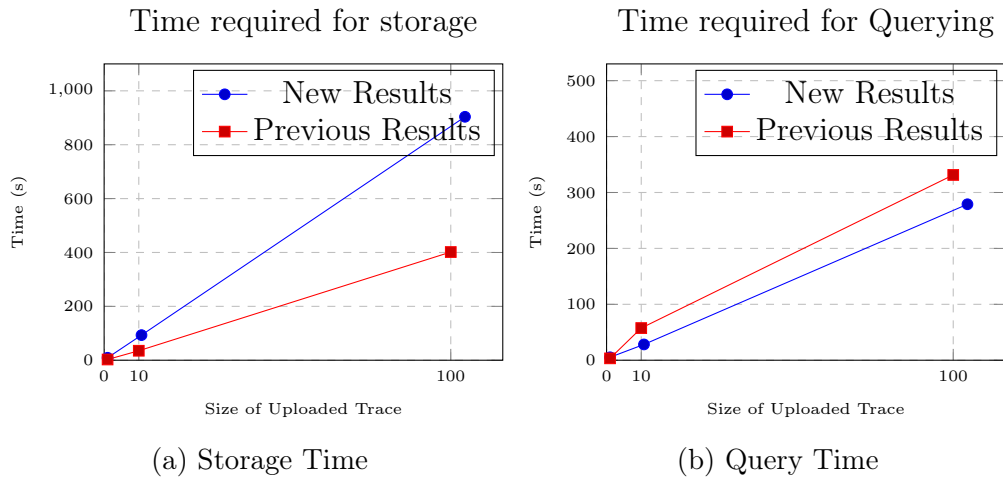 Time required for storage
New Results
Previous Results
1,000
800
600
400
200
0
Time (s)
0 10 100
Size of Uploaded Trace
(a) Storage Time
Time required for Querying
New Results
Previous Results
500
400
300
200
100
0
Time (s)
0 10 100
Size of Uploaded Trace
(b) Query Time